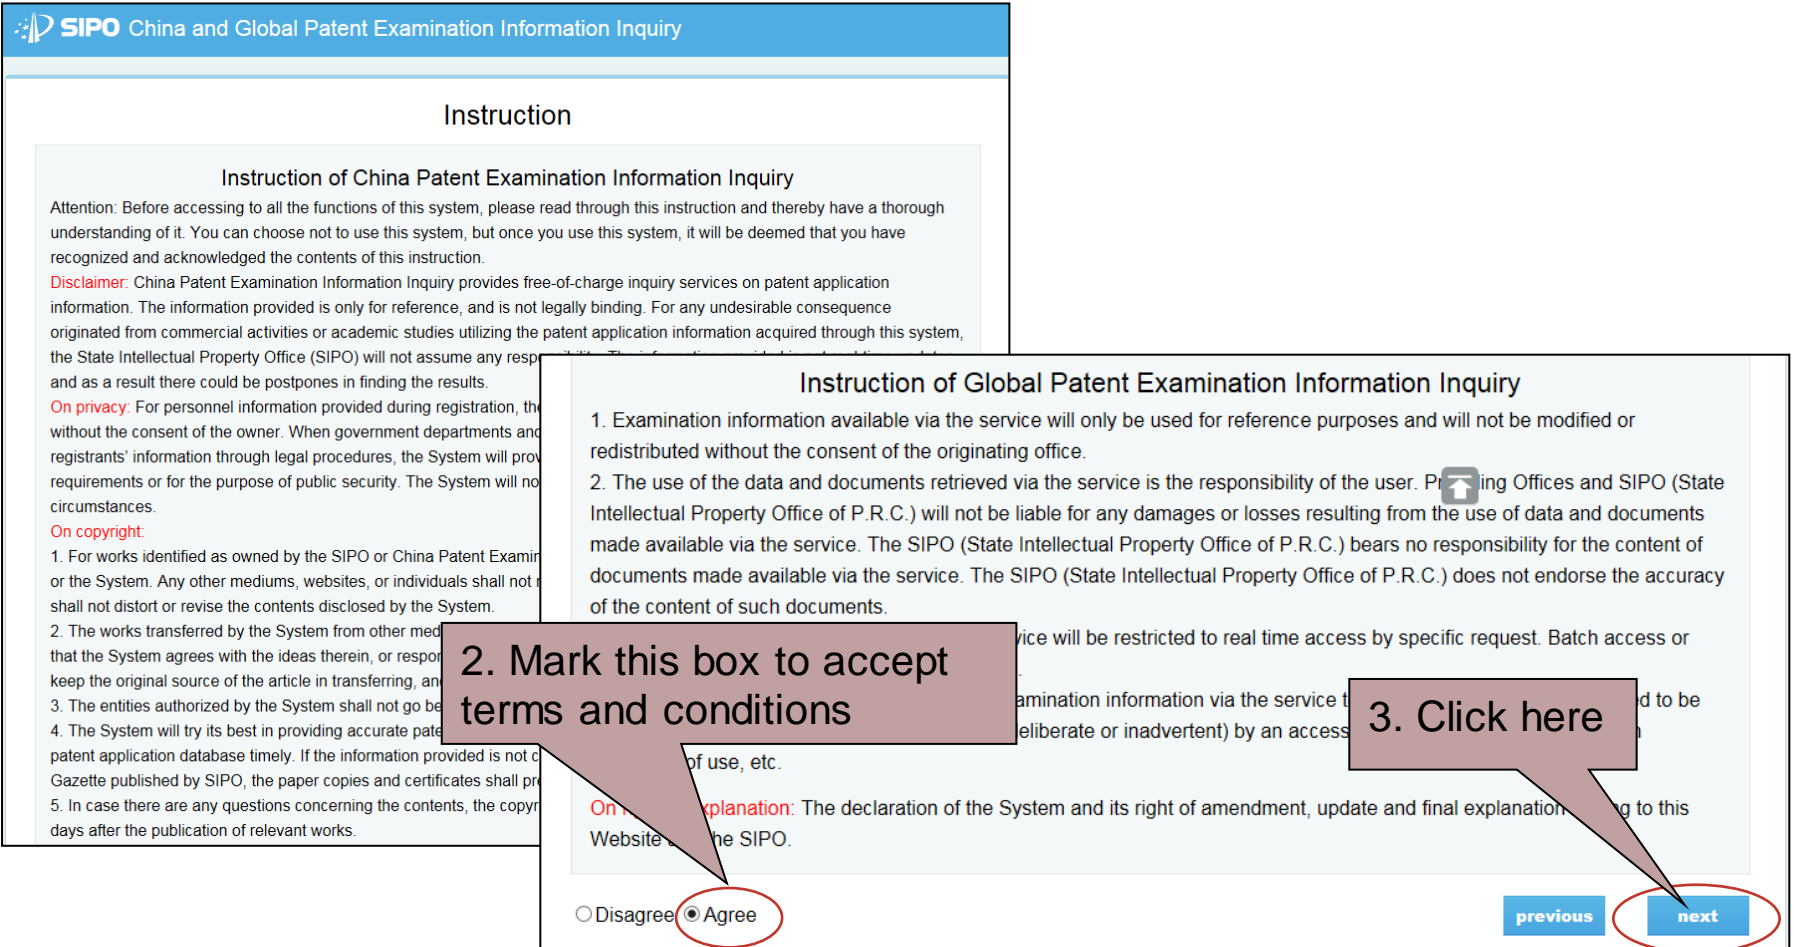 SIPO China and Global Patent Examination Information Inquiry
Instruction
Instruction of China Patent Examination Information Inquiry
Attention: Before accessing to all the functions of this system, please read through this instruction and thereby have a thorough
understanding of it. You can choose not to use this system, but once you use this system, it will be deemed that you have
recognized and acknowledged the contents of this instruction.
Disclaimer: China Patent Examination Information Inquiry provides free-of-charge inquiry services on patent application
information. The information provided is only for reference, and is not legally binding. For any undesirable consequence
originated from commercial activities or academic studies utilizing the patent application information acquired through this system,
the State Intellectual Property Office (SIPO) will not assume any
and as a result there could be postpones in finding the results.
On privacy: For personnel information provided during registration,
without the consent of the owner. When government departments
registrants' information through legal procedures, the System will
requirements or for the purpose of public security. The System will
circumstances.
On copyright:
1. For works identified as owned by the SIPO or China Patent
or the System. Any other mediums, websites, or individuals shall not
shall not distort or revise the contents disclosed by the System.
2. The works transferred by the System from other
that the System agrees with the ideas therein, or
keep the original source of the article in transferring,
3. The entities authorized by the System shall not go
4. The System will try its best in providing accurate
patent application database timely. If the information provided is not
Gazette published by SIPO, the paper copies and certificates shall
5. In case there are any questions concerning the contents, the
days after the publication of relevant works.
Instruction of Global Patent Examination Information Inquiry
1. Examination information available via the service will only be used for reference purposes and will not be modified or
redistributed without the consent of the originating office.
2. The use of the data and documents retrieved via the service is the responsibility of the user. Offices and SIPO (State
Intellectual Property Office of P.R.C.) will not be liable for any damages or losses resulting from the use of data and documents
made available via the service. The SIPO (State Intellectual Property Office of P.R.C.) bears no responsibility for the content of
documents made available via the service. The SIPO (State Intellectual Property Office of P.R.C.) does not endorse the accuracy
of the content of such documents.
will be restricted to real time access by specific request. Batch access or
information via the service to be
(deliberate or inadvertent) by an
of use, etc.
On explanation: The declaration of the System and its right of amendment, update and final explanation to this
Website SIPO.
2. Mark this box to accept
terms and conditions
3. Click here
Disagree Agree
previous next